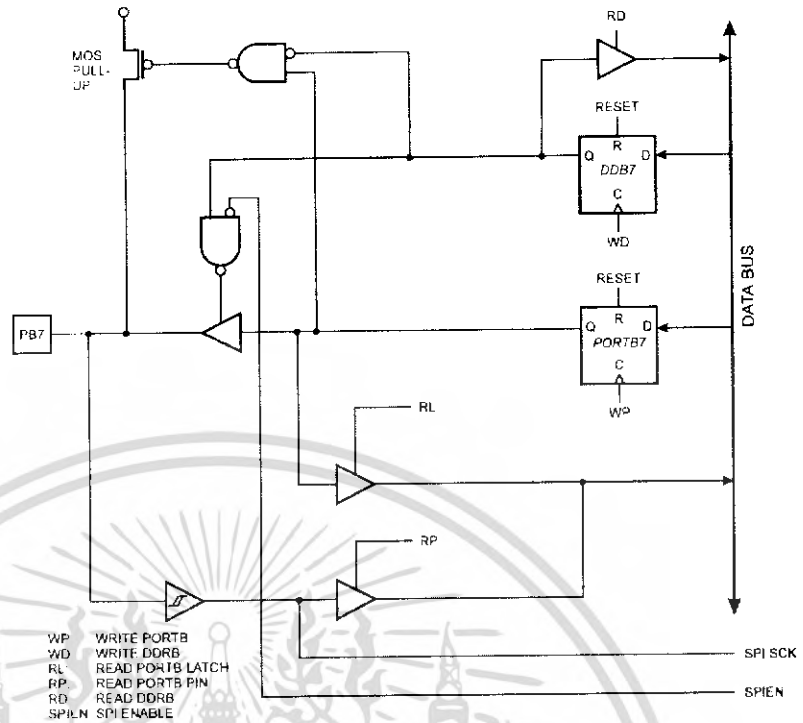 RD
MOS
PULL-
UP
RESET
R
Q
D
DDB7
C
WD
RESET
R
Q
D
PORTB7
C
WP
DATA BUS
PB7
RL
RP
WP WRITE PORTB
WD WRITE DDRB
RL READ PORTB LATCH
RP READ PORTB PIN
RD READ DDRB
SPIEN SPI ENABLE
SPI SCK
SPIEN